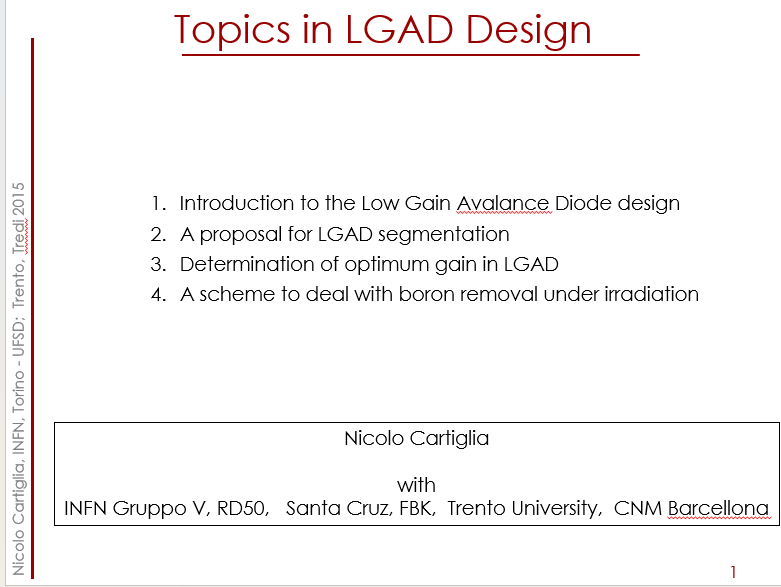 Topics in LGAD Design
1. Introduction to the Low Gain Avalance Diode design
2. A proposal for LGAD segmentation
3. Determination of optimum gain in LGAD
4. A scheme to deal with boron removal under irradiation
Nicolo Cartiglia
with
INFN Gruppo V, RD50, Santa Cruz, FBK, Trento University, CNM Barcellona
Nicolo Cartiglia, INFN, Torino - UFSD; Trento, Tredi 2015
1